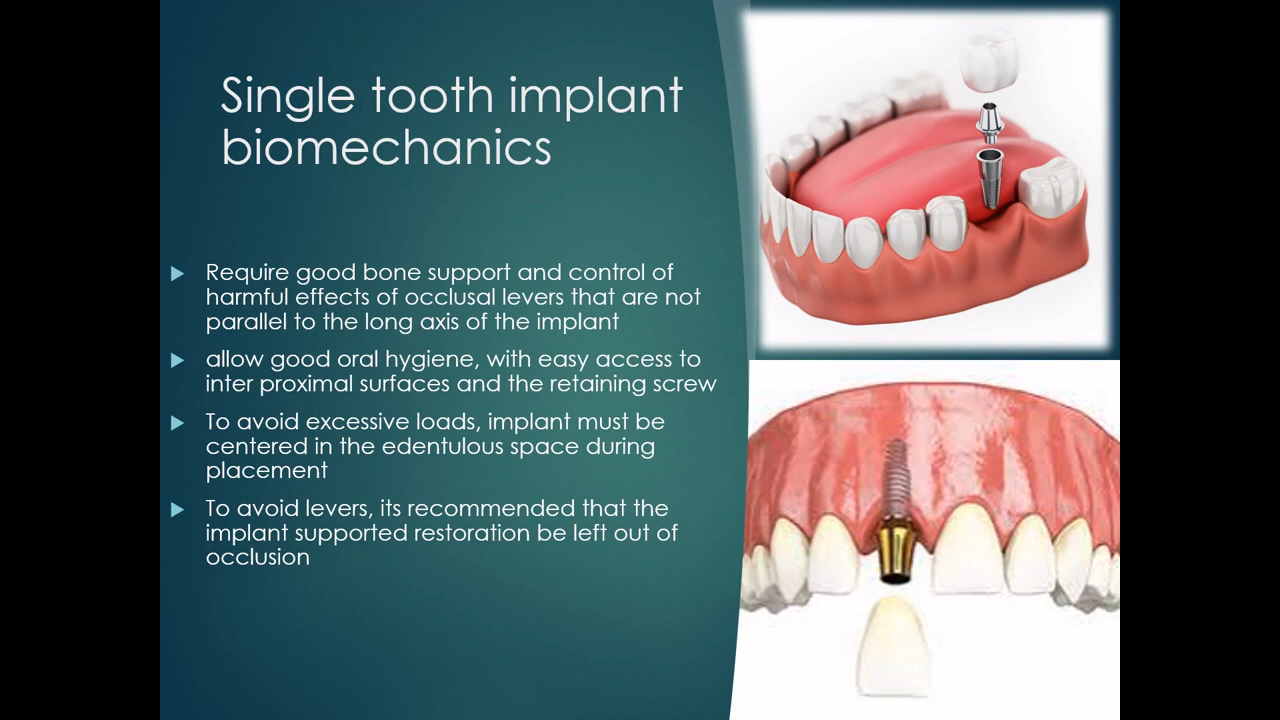 Single tooth implant
biomechanics
Require good bone support and control of
harmful effects of occlusal levers that are not
parallel to the long axis of the implant
allow good oral hygiene, with easy access to
inter proximal surfaces and the retaining screw
To avoid excessive loads, implant must be
centered in the edentulous space during
placement
To avoid levers, its recommended that the
implant supported restoration be left out of
occlusion